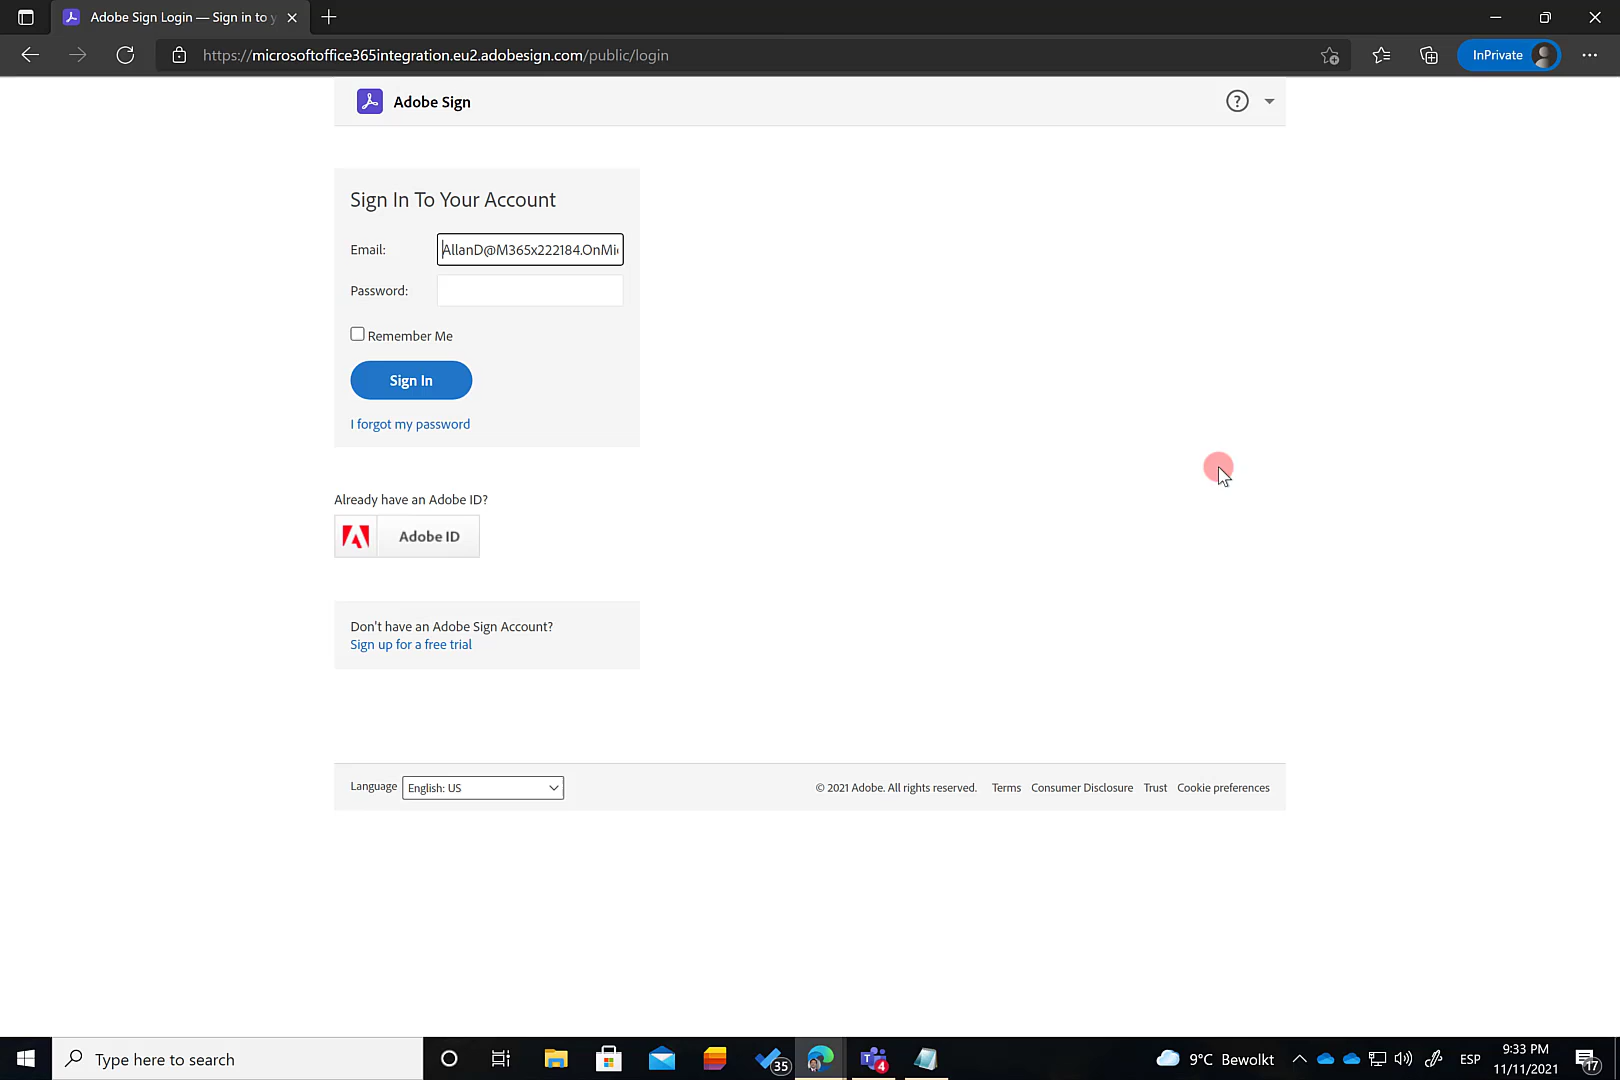 Adobe Sign Login — Sign in to y
https://microsoftoffice365integration.eu2.adobesign.com/public/login
InPrivate
Adobe Sign
?
Sign In To Your Account
Email: AllanD@M365x222184.OnMi
Password:
Remember Me
Sign In
I forgot my password
Already have an Adobe ID?
Adobe ID
Don't have an Adobe Sign Account?
Sign up for a free trial
Language English: US
© 2021 Adobe. All rights reserved. Terms Consumer Disclosure Trust Cookie preferences
Type here to search
35
4
9°C Bewolkt
ESP
9:33 PM
11/11/2021
17